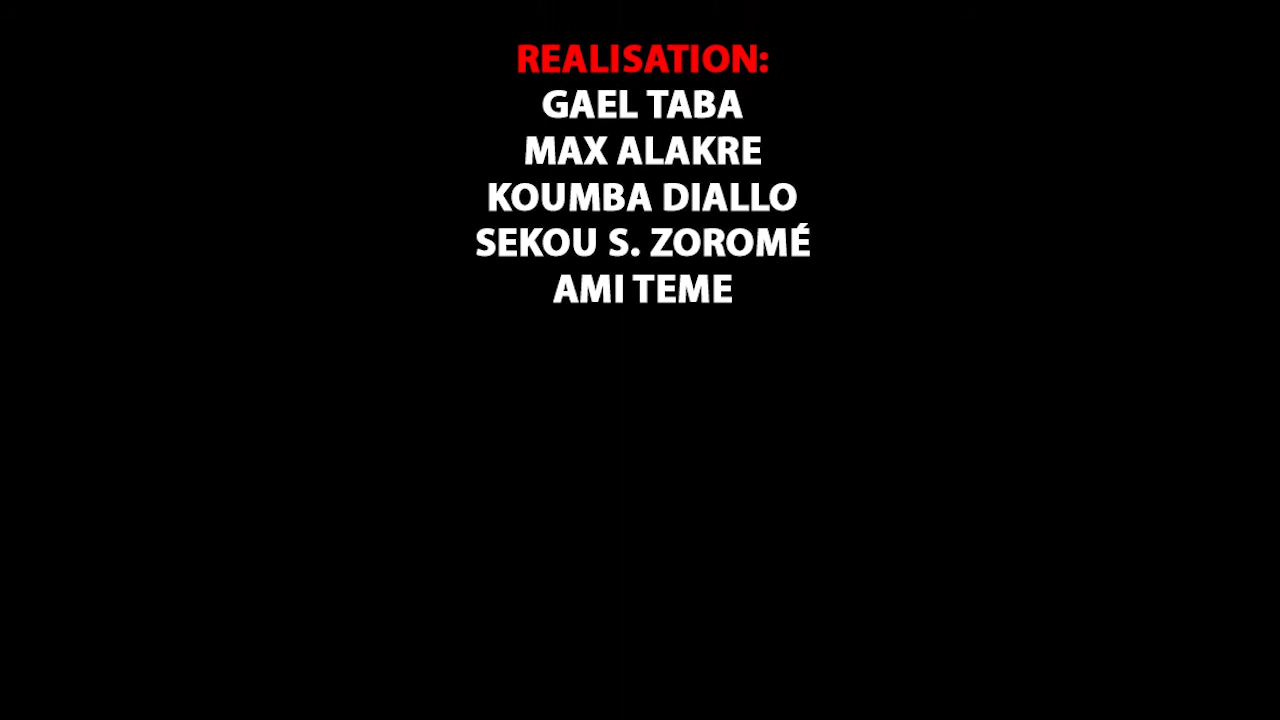 REALISATION:
GAEL TABA
MAX ALAKRE
KOUMBA DIALLO
SEKOU S. ZOROMÉ
AMI TEME